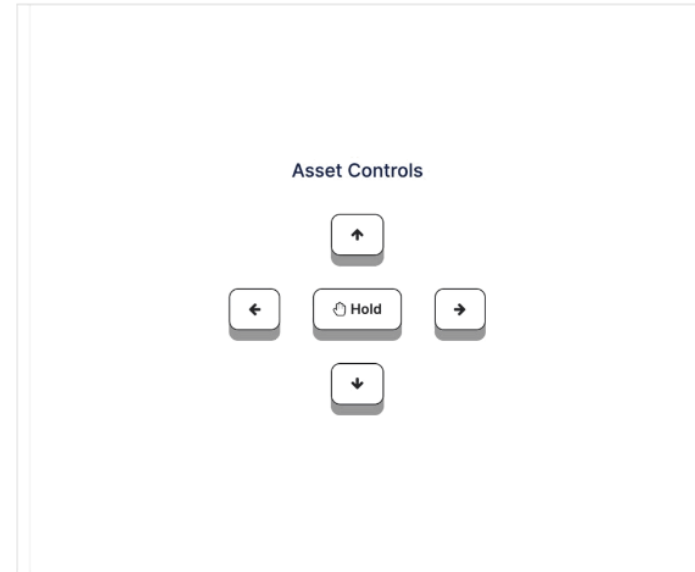 Asset Controls
↑
← Hold →
↓